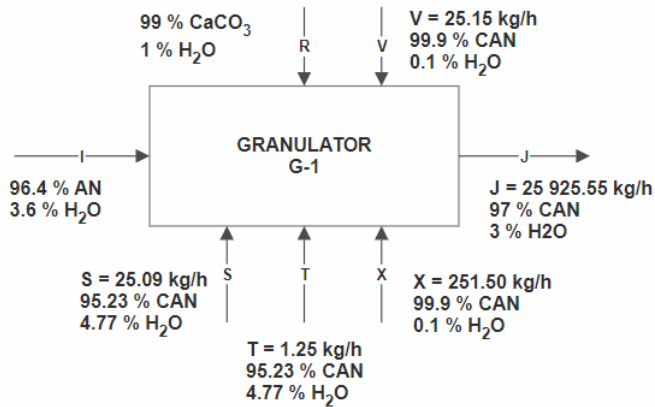 99 % CaCO3
1 % H2O
R
V
V = 25.15 kg/h
99.9 % CAN
0.1 % H2O
GRANULATOR
G-1
I
96.4 % AN
3.6 % H2O
J
J = 25 925.55 kg/h
97 % CAN
3 % H2O
S = 25.09 kg/h
95.23 % CAN
4.77 % H2O
S
T
X
X = 251.50 kg/h
99.9 % CAN
0.1 % H2O
T = 1.25 kg/h
95.23 % CAN
4.77 % H2O